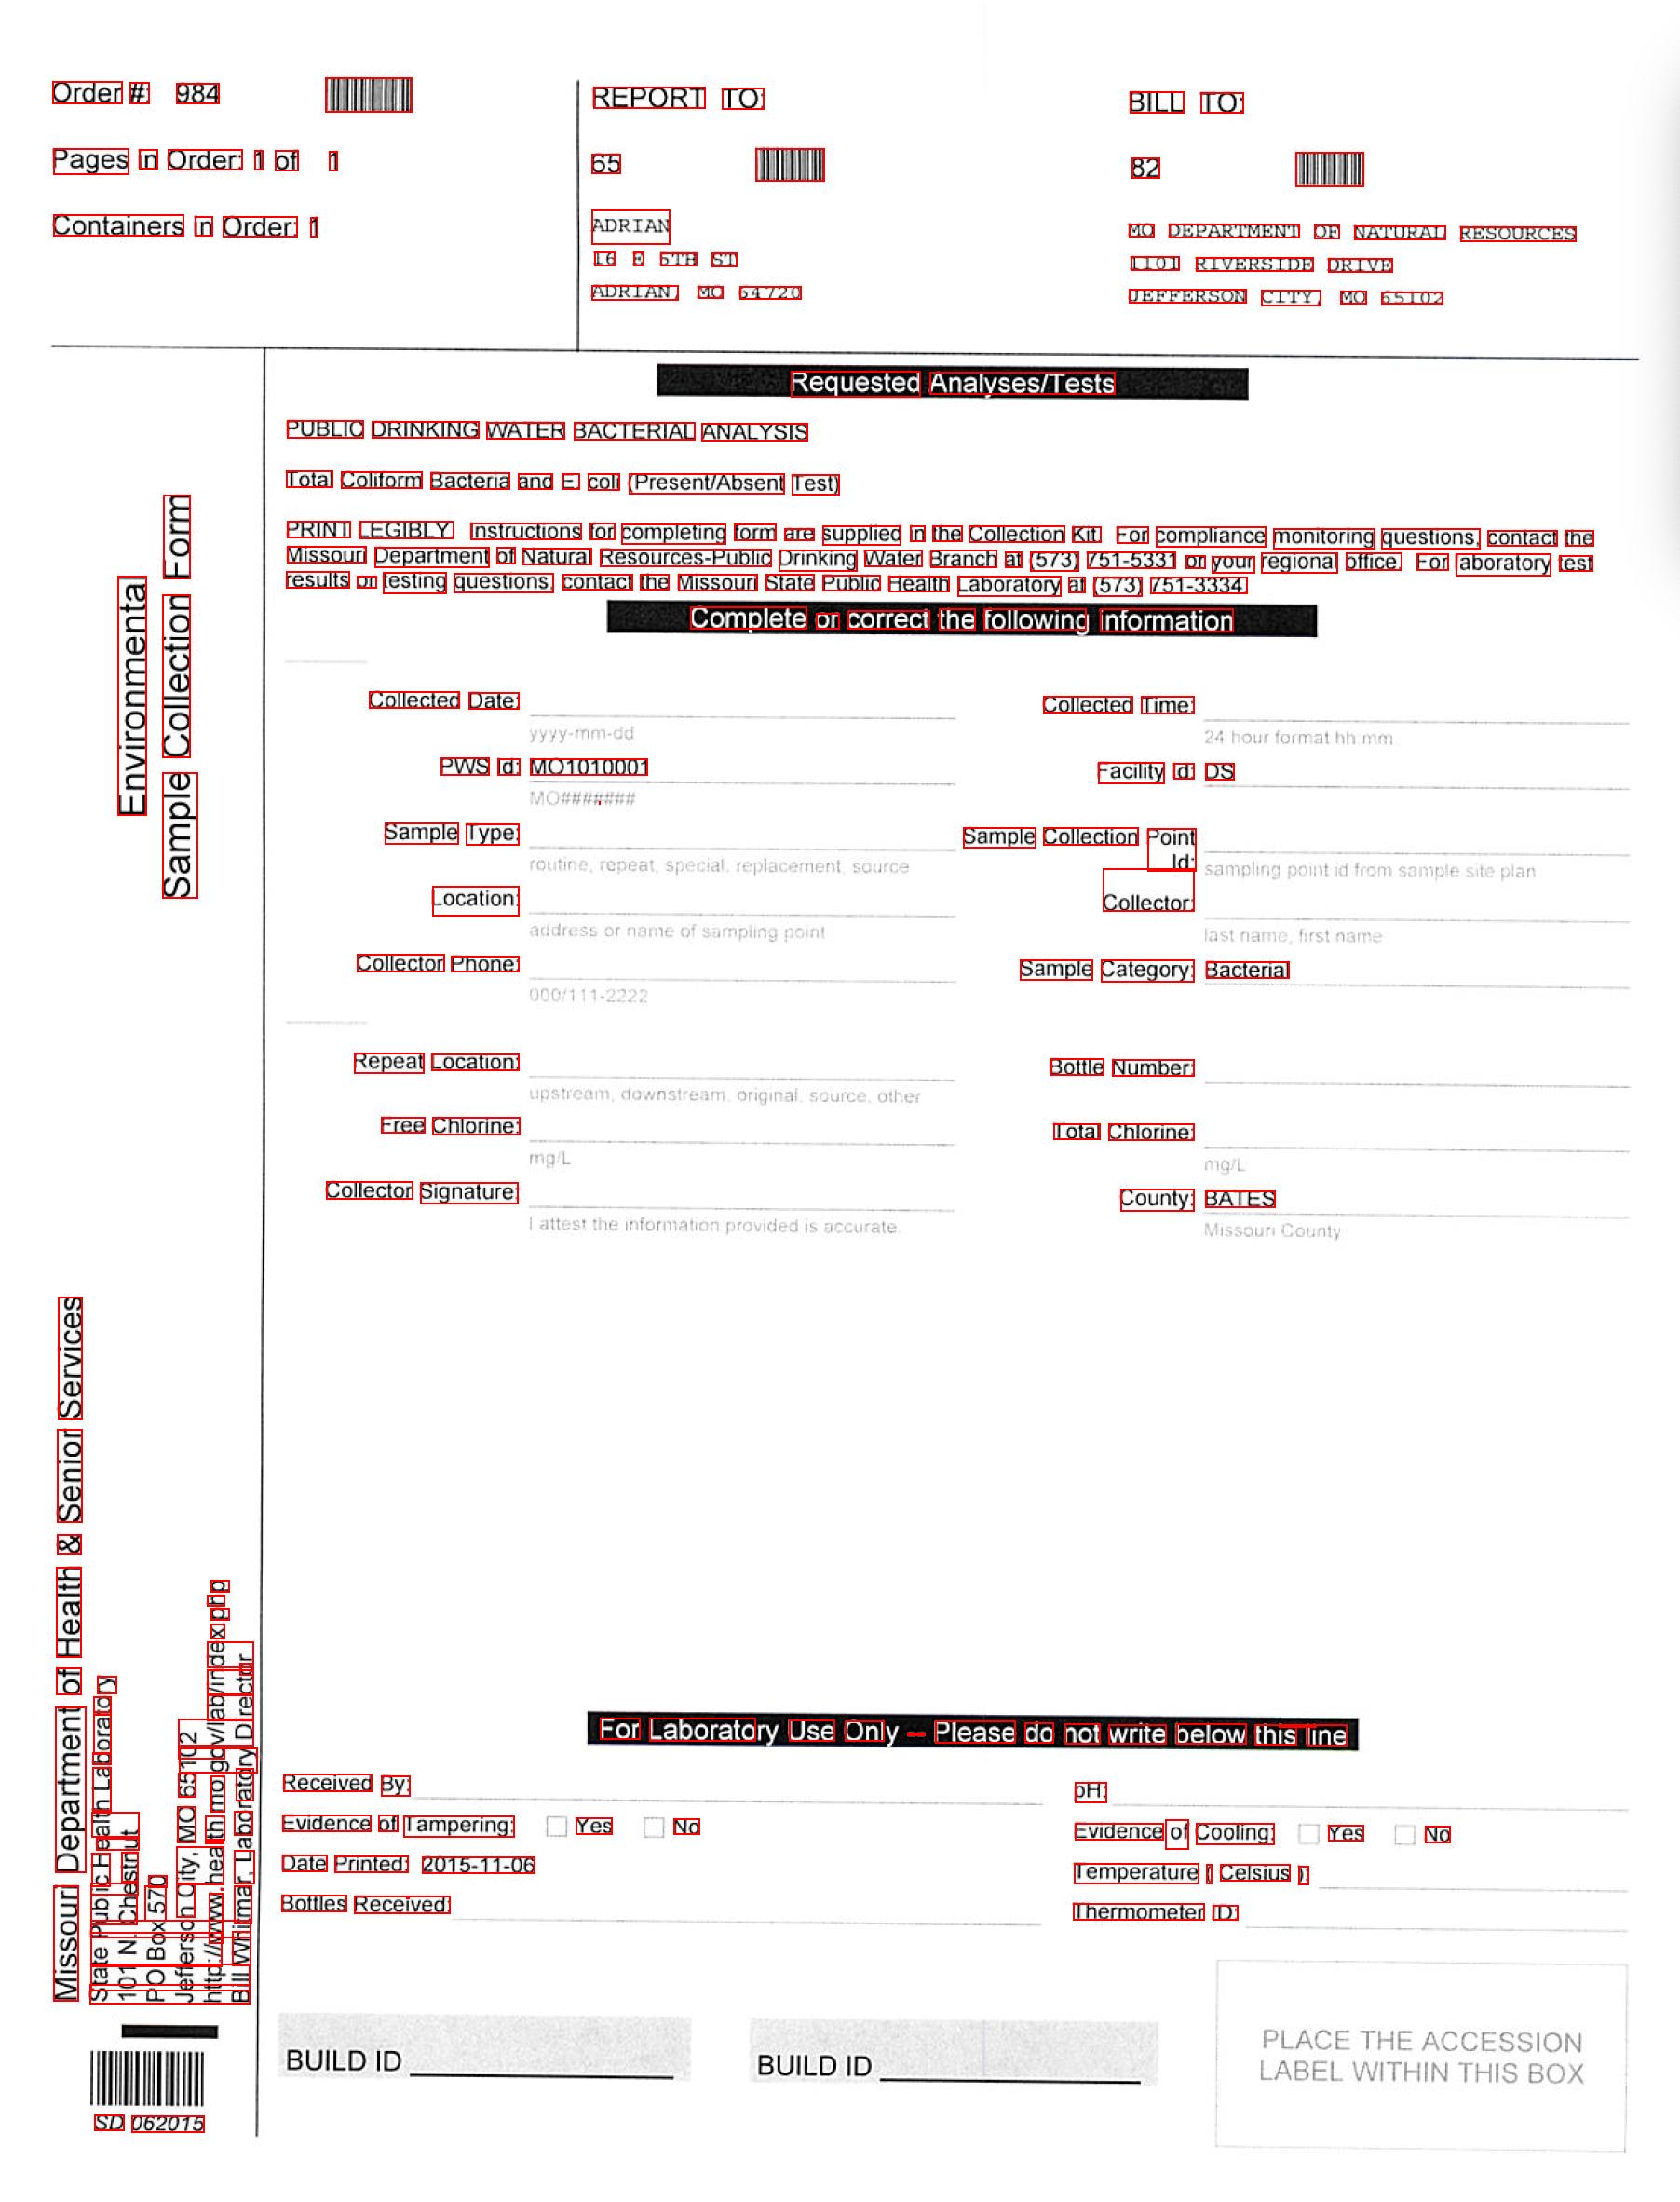 Order #: 984
Pages in Order: 1 of 1
Containers in Order: 1
REPORT TO:
65
ADRIAN
16 E 5TH ST
ADRIAN, MO 64720
BILL TO:
82
MO DEPARTMENT OF NATURAL RESOURCES
1101 RIVERSIDE DRIVE
JEFFERSON CITY, MO 65102
Requested Analyses/Tests
PUBLIC DRINKING WATER BACTERIAL ANALYSIS
Total Coliform Bacteria and E. coli (Present/Absent Test)
PRINT LEGIBLY. Instructions for completing form are supplied in the Collection Kit. For compliance monitoring questions, contact the
Missouri Department of Natural Resources-Public Drinking Water Branch at (573) 751-5331 or your regional office. For laboratory test
results or testing questions, contact the Missouri State Public Health Laboratory at (573) 751-3334.
Complete or correct the following information
Environmental
Sample Collection Form
Collected Date:
yyyy-mm-dd
Collected Time:
24 hour format hh:mm
PWS Id: MO1010001
MO#######
Facility Id: DS
Sample Type:
routine, repeat, special, replacement, source
Sample Collection Point
Id:
sampling point id from sample site plan
Location:
address or name of sampling point
Collector:
last name, first name
Collector Phone:
000/111-2222
Sample Category: Bacterial
Repeat Location:
upstream, downstream, original, source, other
Bottle Number:
Free Chlorine:
mg/L
Total Chlorine:
mg/L
Collector Signature:
I attest the information provided is accurate.
County: BATES
Missouri County
Missouri Department of Health & Senior Services
State Public Health Laboratory
101 N. Chestnut
PO Box 570
Jefferson City, MO 65102
http://www.health.mo.gov/lab/index.php
Bill Whitmar, Laboratory Director
For Laboratory Use Only -- Please do not write below this line
Received By:
pH:
Evidence of Tampering: Yes No
Evidence of Cooling: Yes No
Date Printed: 2015-11-06
Temperature ( Celsius ):
Bottles Received:
Thermometer ID:
BUILD ID
BUILD ID
PLACE THE ACCESSION
LABEL WITHIN THIS BOX
SD 062015